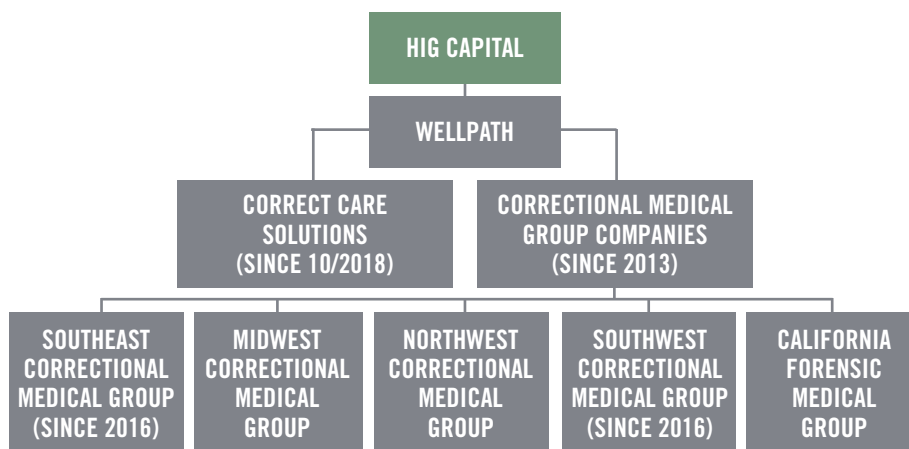 HIG CAPITAL
WELLPATH
CORRECT CARE
SOLUTIONS
(SINCE 10/2018)
CORRECTIONAL MEDICAL
GROUP COMPANIES
(SINCE 2013)
SOUTHEAST
CORRECTIONAL
MEDICAL GROUP
(SINCE 2016)
MIDWEST
CORRECTIONAL
MEDICAL
GROUP
NORTHWEST
CORRECTIONAL
MEDICAL
GROUP
SOUTHWEST
CORRECTIONAL
MEDICAL GROUP
(SINCE 2016)
CALIFORNIA
FORENSIC
MEDICAL
GROUP